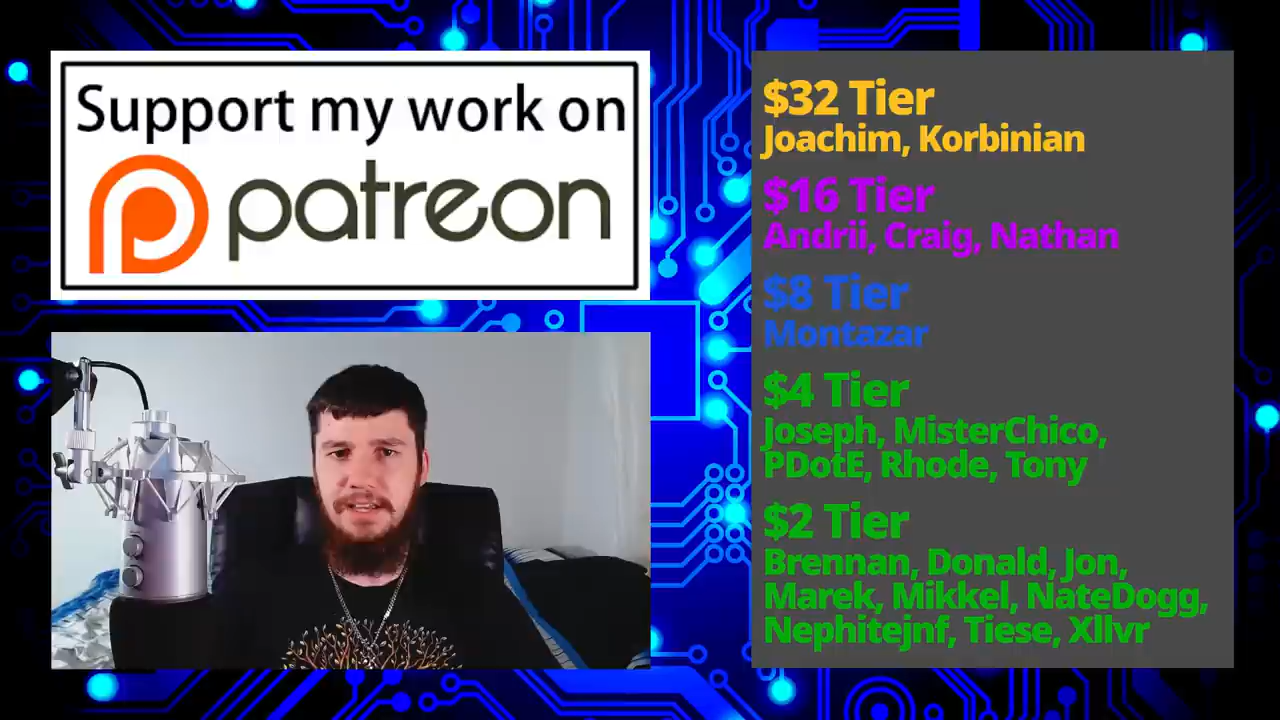 Support my work on
patreon
$32 Tier
Joachim, Korbinian
$16 Tier
Andrii, Craig, Nathan
$8 Tier
Montazar
$4 Tier
Joseph, MisterChico,
PDotE, Rhode, Tony
$2 Tier
Brennan, Donald, Jon,
Marek, Mikkel, NateDogg,
Nephitejnf, Tiese, Xllvr